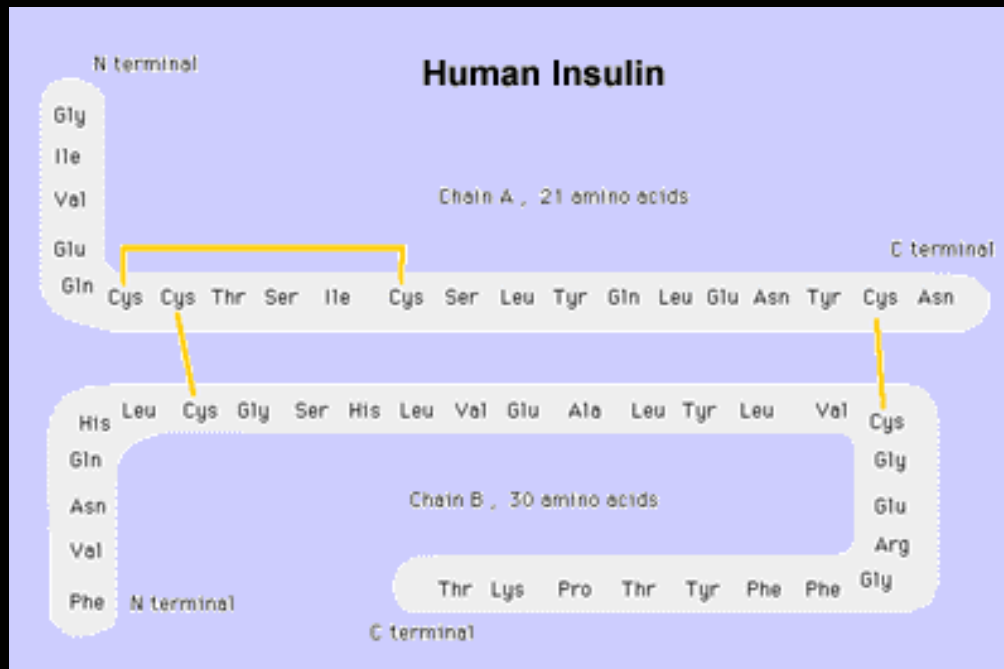 N terminal
Human Insulin
Gly
Ile
Val
Chain A , 21 amino acids
Glu
C terminal
Gln Cys Cys Thr Ser Ile Cys Ser Leu Tyr Gln Leu Glu Asn Tyr Cys Asn
His Leu Cys Gly Ser His Leu Val Glu Ala Leu Tyr Leu Val Cys
Gln
Gly
Asn
Chain B , 30 amino acids
Glu
Val
Arg
Phe
N terminal
Thr Lys Pro Thr Tyr Phe Phe Gly
C terminal